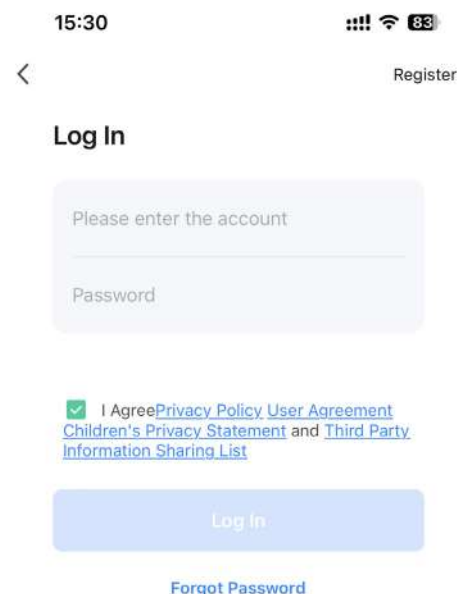 15:30
83
Register
Log In
Please enter the account
Password
I AgreePrivacy Policy User Agreement
Children's Privacy Statement and Third Party
Information Sharing List
Log In
Forgot Password